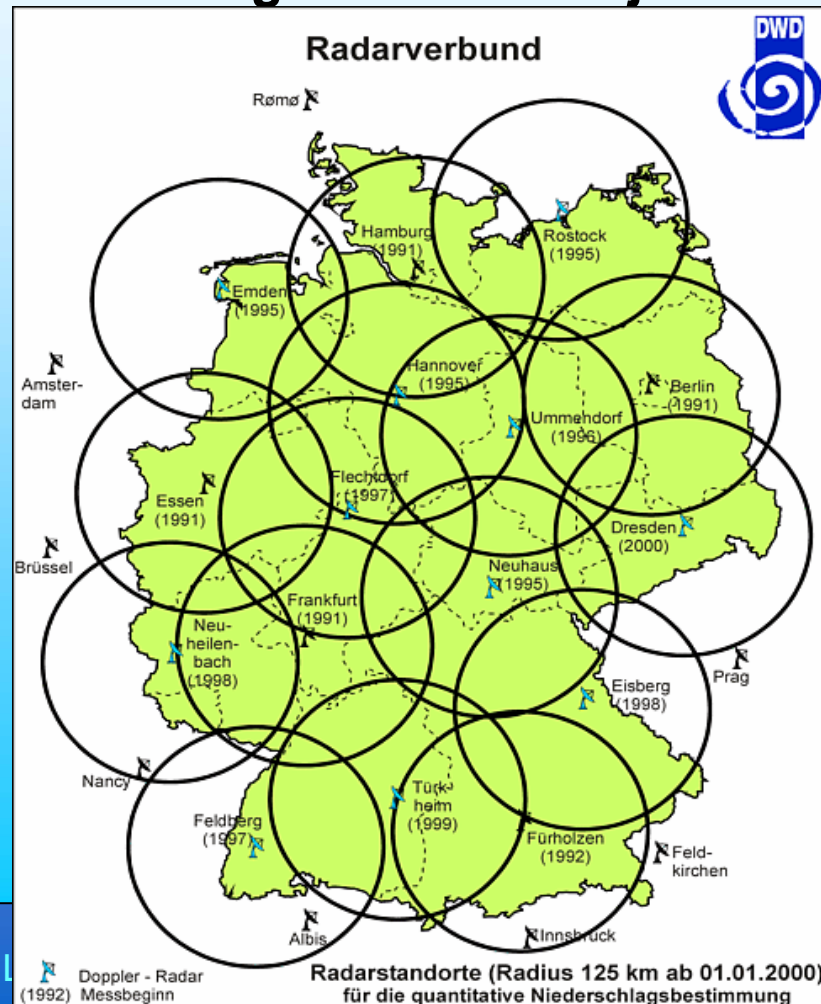 Radarverbund
DWD
Rømø
Hamburg
(1991)
Rostock
(1995)
Emden
(1995)
Amster-
dam
Hannover
(1995)
Berlin
(1991)
Ummendorf
(1996)
Flechtdorf
(1997)
Essen
(1991)
Dresden
(2000)
Brüssel
Neuhaus
(1995)
Frankfurt
(1991)
Neu-
heilen-
bach
(1998)
Prag
Eisberg
(1998)
Nancy
Türk-
heim
(1999)
Feldberg
(1997)
Fürholzen
(1992)
Feld-
kirchen
Albis
Innsbruck
Doppler - Radar
(1992) Messbeginn
Radarstandorte (Radius 125 km ab 01.01.2000)
für die quantitative Niederschlagsbestimmung